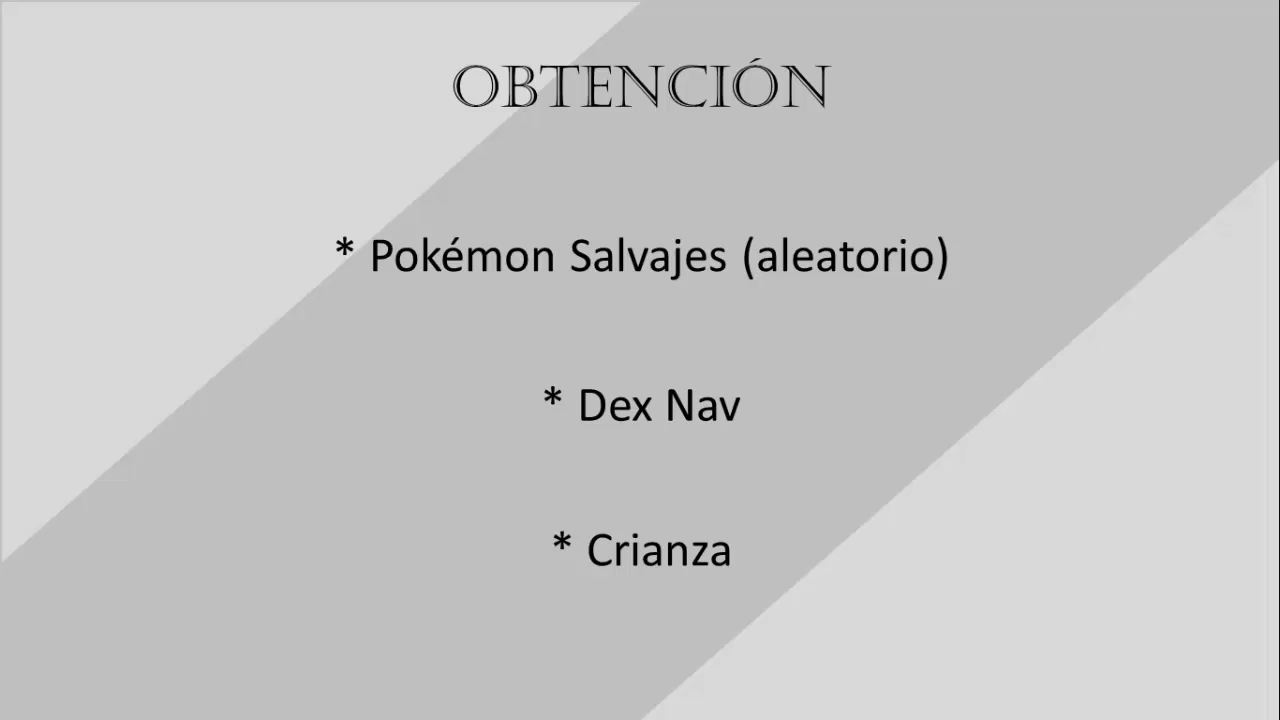 OBTENCIÓN
* Pokémon Salvajes (aleatorio)
* Dex Nav
* Crianza